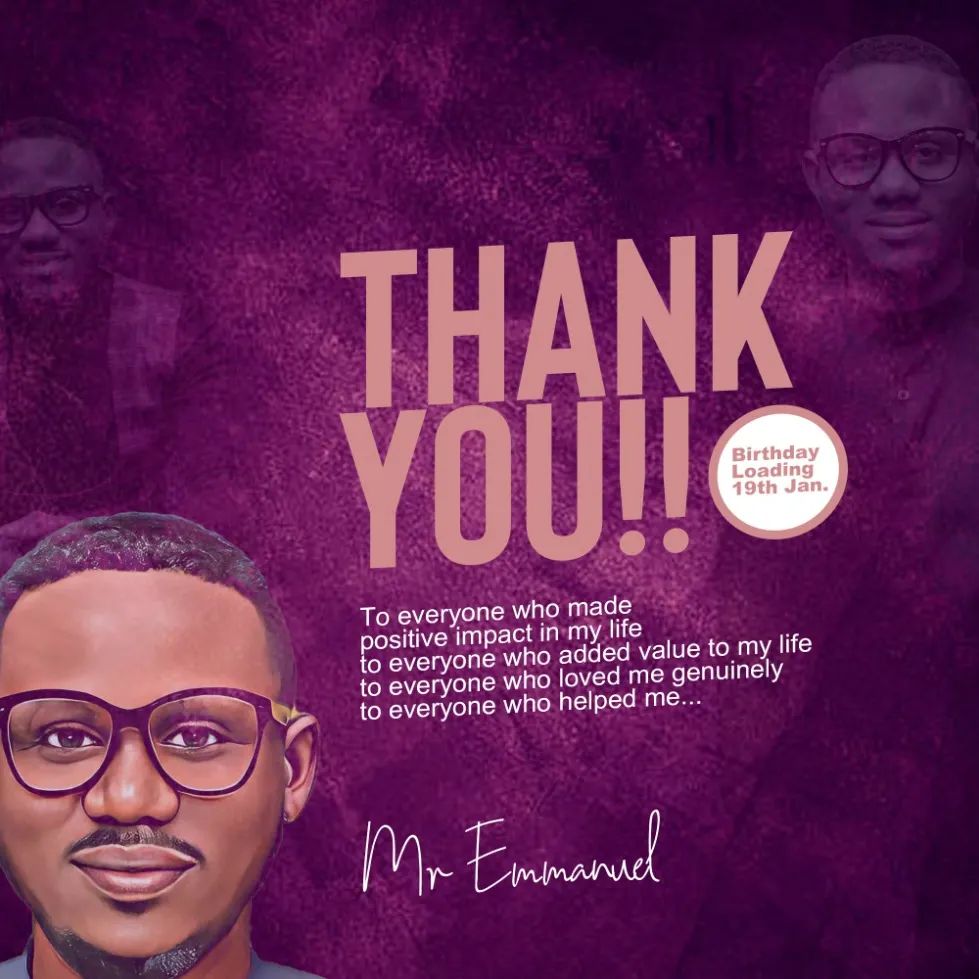 THANK
YOU!!
Birthday
Loading
19th Jan.
To everyone who made
positive impact in my life
to everyone who added value to my life
to everyone who loved me genuinely
to everyone who helped me...
Mr Emmanuel